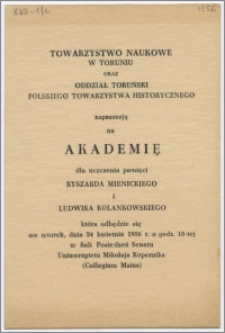 1956
TOWARZYSTWO NAUKOWE
W TORUNIU
ORAZ
ODDZIAŁ TORUŃSKI
POLSKIEGO TOWARZYSTWA HISTORYCZNEGO
zapraszają
na
AKADEMIĘ
dla uczczenia pamięci
RYSZARDA MIENICKIEGO
i
LUDWIKA KOLANKOWSKIEGO
która odbędzie się
we wtorek, dnia 24 kwietnia 1956 r. o godz. 18-tej
w Sali Posiedzeń Senatu
Uniwersytetu Mikołaja Kopernika
(Collegium Maius)